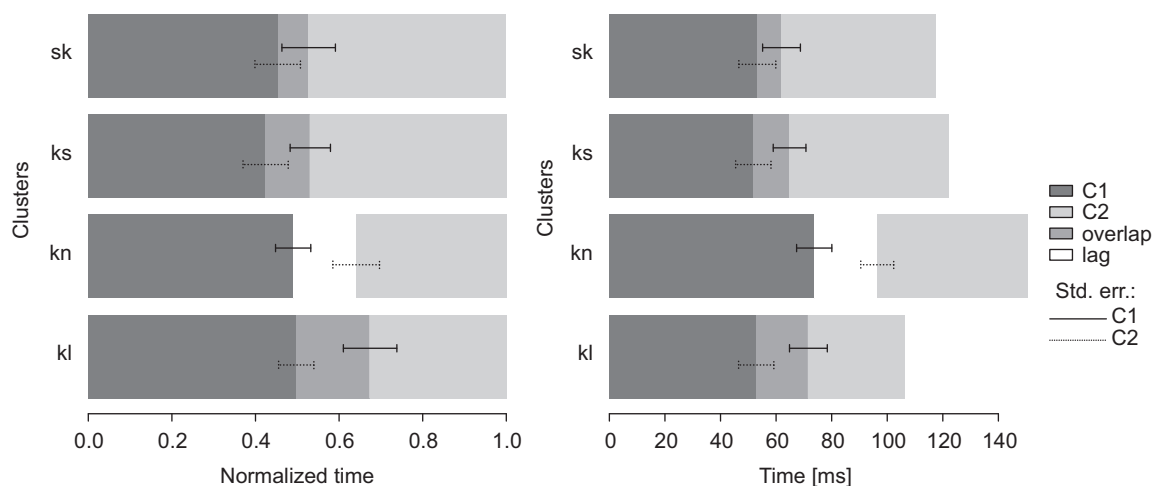 Clusters
sk
ks
kn
kl
0.0 0.2 0.4 0.6 0.8 1.0
Normalized time
Clusters
sk
ks
kn
kl
0 20 40 60 80 100 120 140
Time [ms]
C1
C2
overlap
lag
Std. err.:
C1
C2